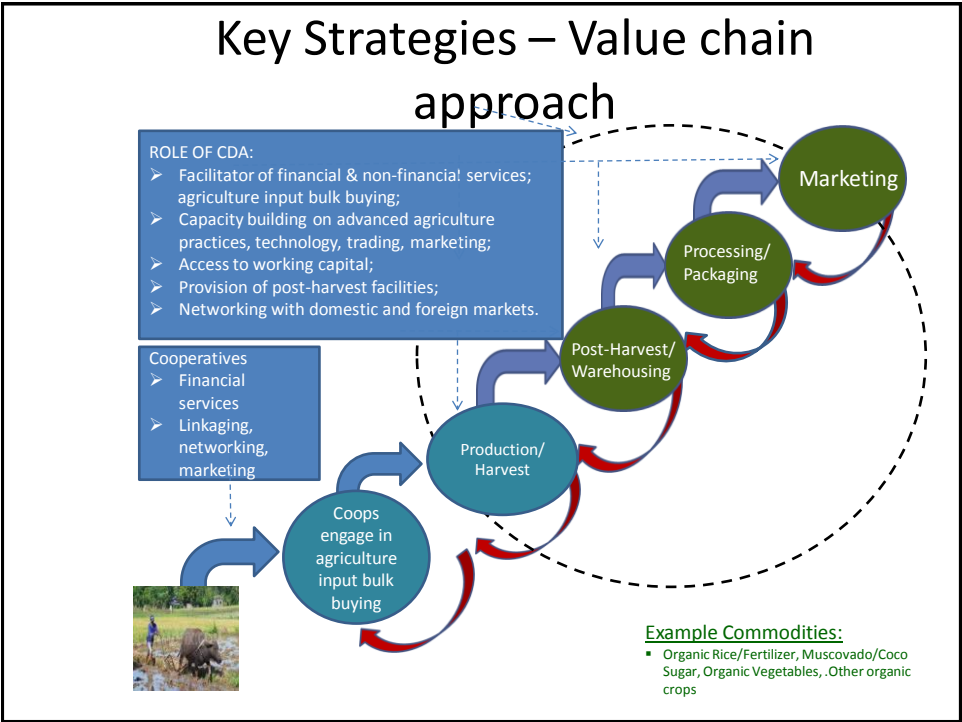 Key Strategies – Value chain
approach
ROLE OF CDA:
➢ Facilitator of financial & non-financial services;
agriculture input bulk buying;
➢ Capacity building on advanced agriculture
practices, technology, trading, marketing;
➢ Access to working capital;
➢ Provision of post-harvest facilities;
➢ Networking with domestic and foreign markets.
Cooperatives
➢ Financial
services
➢ Linkaging,
networking,
marketing
Marketing
Processing/
Packaging
Post-Harvest/
Warehousing
Production/
Harvest
Coops
engage in
agriculture
input bulk
buying
Example Commodities:
▪ Organic Rice/Fertilizer, Muscovado/Coco
Sugar, Organic Vegetables, .Other organic
crops